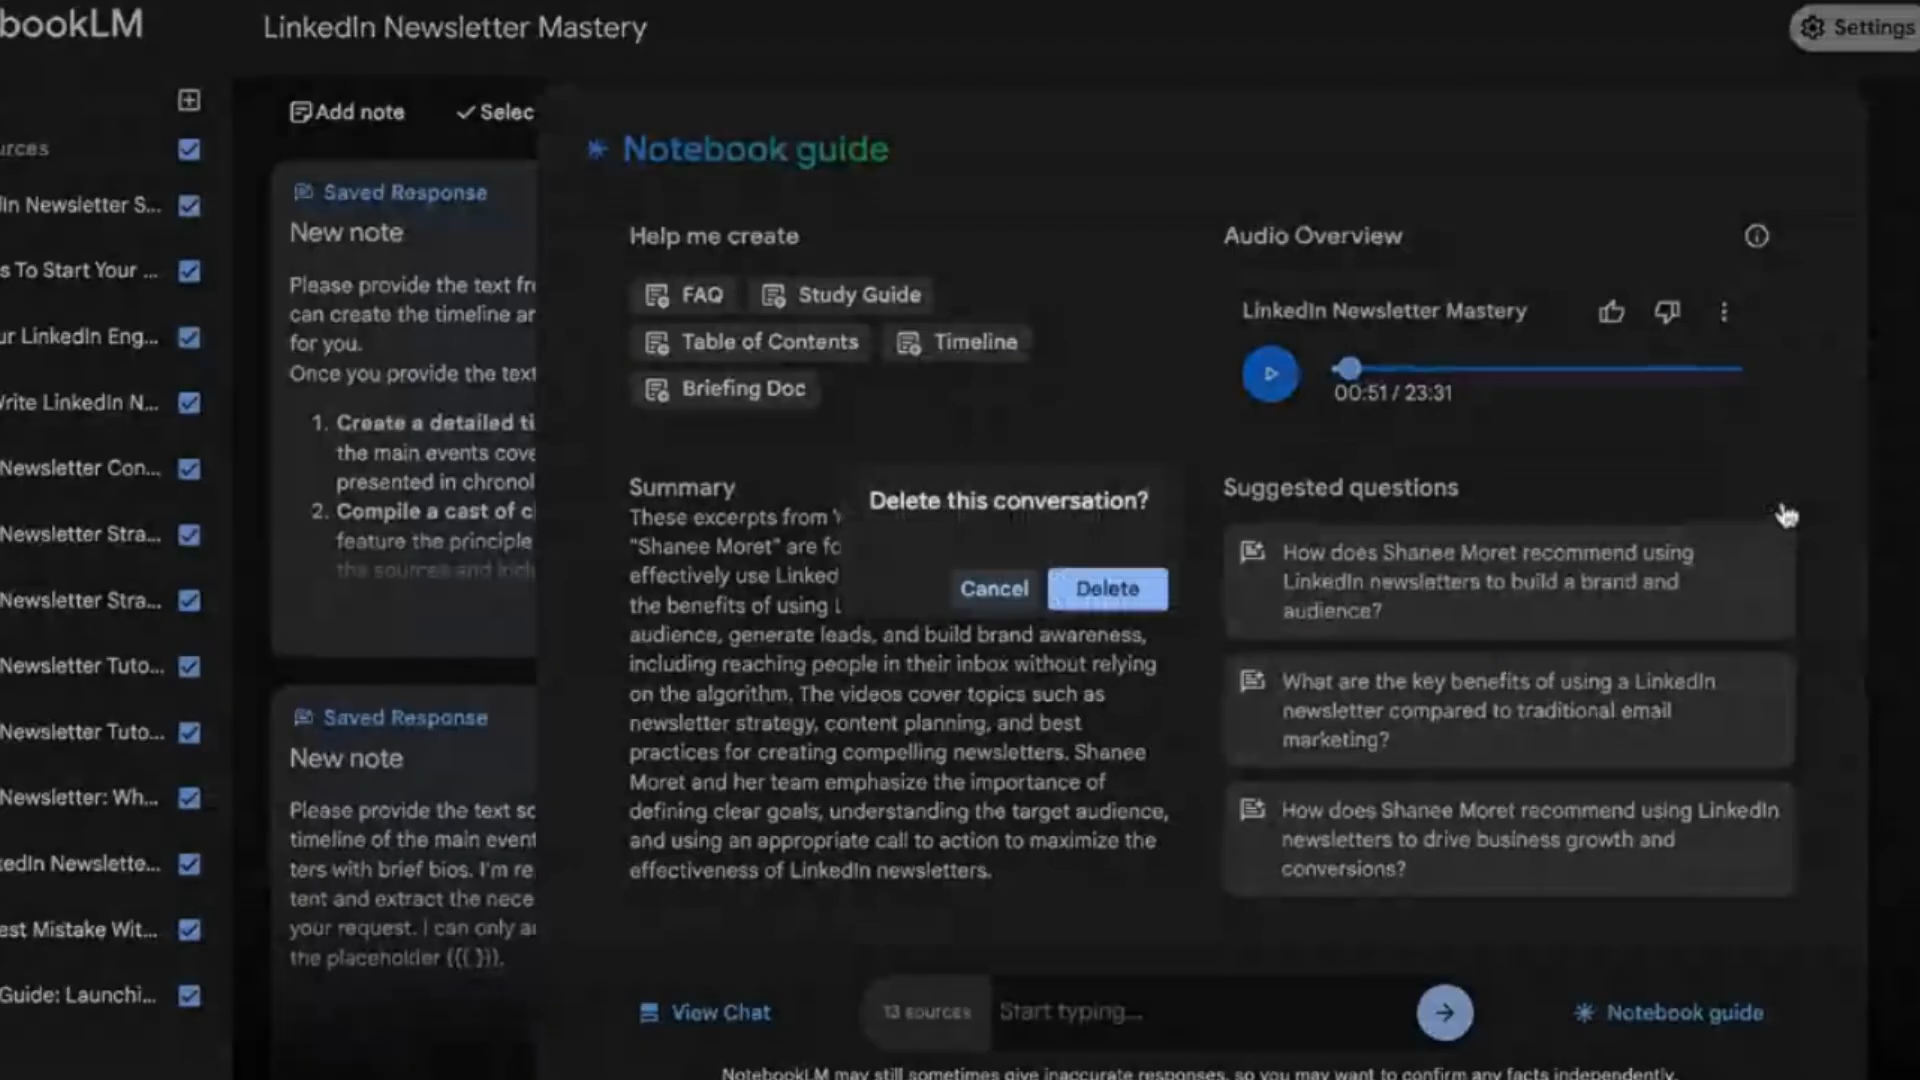 bookLM
LinkedIn Newsletter Mastery
Settings
urces
In Newsletter S...
s To Start Your ...
ur LinkedIn Eng...
Write LinkedIn N...
Newsletter Con...
Newsletter Stra...
Newsletter Stra...
Newsletter Tuto...
Newsletter Tuto...
Newsletter: Wh...
edIn Newslette...
est Mistake Wit...
Guide: Launchi...
Add note
Selec
Saved Response
New note
Please provide the text fr
can create the timeline ar
for you.
Once you provide the text
1. Create a detailed ti
the main events cove
presented in chronol
2. Compile a cast of c
feature the principle
the sources and incl
Saved Response
New note
Please provide the text sc
timeline of the main event
ters with brief bios. I'm re
tent and extract the nece
your request. I can only a
the placeholder {{{ }}}.
Notebook guide
Help me create
FAQ
Study Guide
Table of Contents
Timeline
Briefing Doc
Audio Overview
LinkedIn Newsletter Mastery
00:51 / 23:31
Summary
These excerpts from
"Shanee Moret" are fo
effectively use Linked
the benefits of using L
audience, generate leads, and build brand awareness,
including reaching people in their inbox without relying
on the algorithm. The videos cover topics such as
newsletter strategy, content planning, and best
practices for creating compelling newsletters. Shanee
Moret and her team emphasize the importance of
defining clear goals, understanding the target audience,
and using an appropriate call to action to maximize the
effectiveness of LinkedIn newsletters.
Delete this conversation?
Cancel
Delete
Suggested questions
How does Shanee Moret recommend using
LinkedIn newsletters to build a brand and
audience?
What are the key benefits of using a LinkedIn
newsletter compared to traditional email
marketing?
How does Shanee Moret recommend using LinkedIn
newsletters to drive business growth and
conversions?
View Chat
13 sources
Start typing...
Notebook guide
NotebookLM may still sometimes give inaccurate responses, so you may want to confirm any facts independently.